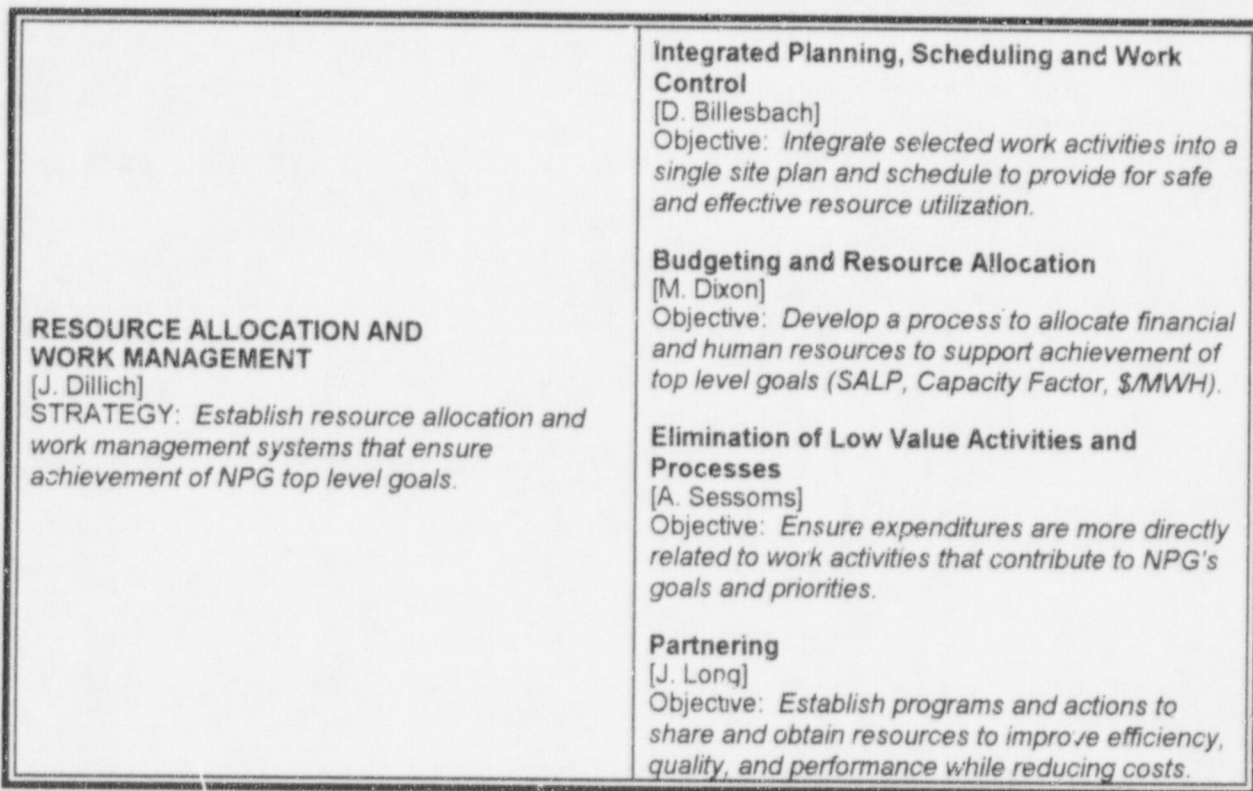 RESOURCE ALLOCATION AND
WORK MANAGEMENT
[J. Dillich]
STRATEGY: Establish resource allocation and
work management systems that ensure
achievement of NPG top level goals.
Integrated Planning, Scheduling and Work
Control
[D. Billesbach]
Objective: Integrate selected work activities into a
single site plan and schedule to provide for safe
and effective resource utilization.
Budgeting and Resource Allocation
[M. Dixon]
Objective: Develop a process to allocate financial
and human resources to support achievement of
top level goals (SALP, Capacity Factor, $/MWH).
Elimination of Low Value Activities and
Processes
[A. Sessoms]
Objective: Ensure expenditures are more directly
related to work activities that contribute to NPG's
goals and priorities.
Partnering
[J. Long]
Objective: Establish programs and actions to
share and obtain resources to improve efficiency,
quality, and performance while reducing costs.